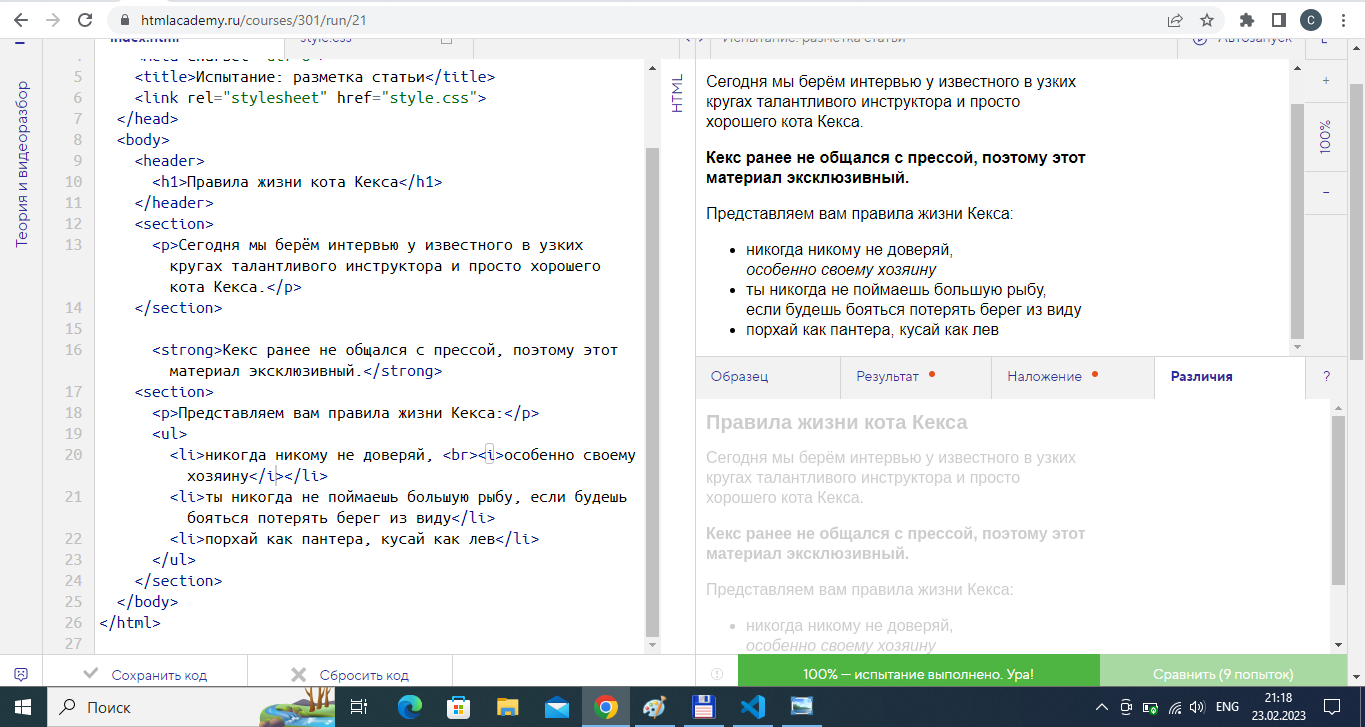 htmlacademy.ru/courses/301/run/21
C
index.html
style.css
Испытание: разметка статьи
Автозапуск
Теория и видеоразбор
5 <title>Испытание: разметка статьи</title>
6 <link rel="stylesheet" href="style.css">
7 </head>
8 <body>
9 <header>
10 <h1>Правила жизни кота Кекса</h1>
11 </header>
12 <section>
13 <p>Сегодня мы берём интервью у известного в узких
кругах талантливого инструктора и просто хорошего
кота Кекса.</p>
14 </section>
15
16 <strong>Кекс ранее не общался с прессой, поэтому этот
материал эксклюзивный.</strong>
17 <section>
18 <p>Представляем вам правила жизни Кекса:</p>
19 <ul>
20 <li>никогда никому не доверяй, <br><i>особенно своему
хозяину</i></li>
21 <li>ты никогда не поймаешь большую рыбу, если будешь
бояться потерять берег из виду</li>
22 <li>порхай как пантера, кусай как лев</li>
23 </ul>
24 </section>
25 </body>
26 </html>
27
Сохранить код
Сбросить код
HTML
Сегодня мы берём интервью у известного в узких
кругах талантливого инструктора и просто
хорошего кота Кекса.
Кекс ранее не общался с прессой, поэтому этот
материал эксклюзивный.
Представляем вам правила жизни Кекса:
• никогда никому не доверяй,
особенно своему хозяину
• ты никогда не поймаешь большую рыбу,
если будешь бояться потерять берег из виду
• порхай как пантера, кусай как лев
+
100%
−
Образец
Результат
Наложение
Различия
?
Правила жизни кота Кекса
Сегодня мы берём интервью у известного в узких
кругах талантливого инструктора и просто
хорошего кота Кекса.
Кекс ранее не общался с прессой, поэтому этот
материал эксклюзивный.
Представляем вам правила жизни Кекса:
• никогда никому не доверяй,
особенно своему хозяину
100% — испытание выполнено. Ура!
Сравнить (9 попыток)
Поиск
ENG
21:18
23.02.2023